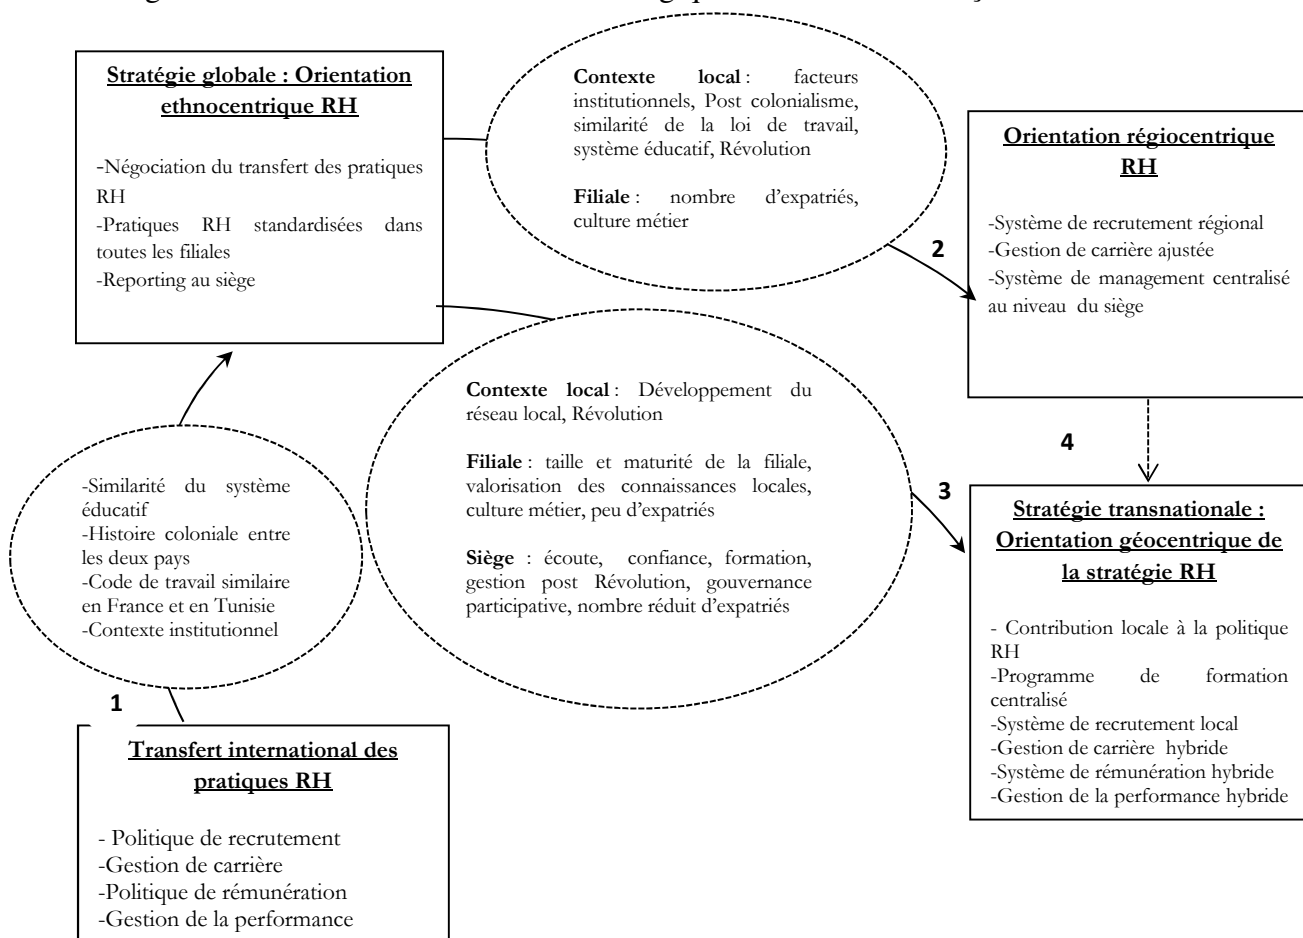 Stratégie globale : Orientation
ethnocentrique RH
-Négociation du transfert des pratiques
RH
-Pratiques RH standardisées dans
toutes les filiales
-Reporting au siège
Contexte local : facteurs
institutionnels, Post colonialisme,
similarité de la loi de travail,
système éducatif, Révolution
Filiale : nombre d'expatriés,
culture métier
2
Orientation régiocentrique
RH
-Système de recrutement régional
-Gestion de carrière ajustée
-Système de management centralisé
au niveau du siège
Contexte local : Développement du
réseau local, Révolution
Filiale : taille et maturité de la filiale,
valorisation des connaissances locales,
culture métier, peu d'expatriés
Siège : écoute, confiance, formation,
gestion post Révolution, gouvernance
participative, nombre réduit d'expatriés
4
3
-Similarité du système
éducatif
-Histoire coloniale entre
les deux pays
-Code de travail similaire
en France et en Tunisie
-Contexte institutionnel
Stratégie transnationale :
Orientation géocentrique de
la stratégie RH
- Contribution locale à la politique
RH
-Programme de formation
centralisé
-Système de recrutement local
-Gestion de carrière hybride
-Système de rémunération hybride
-Gestion de la performance hybride
1
Transfert international des
pratiques RH
- Politique de recrutement
-Gestion de carrière
-Politique de rémunération
-Gestion de la performance